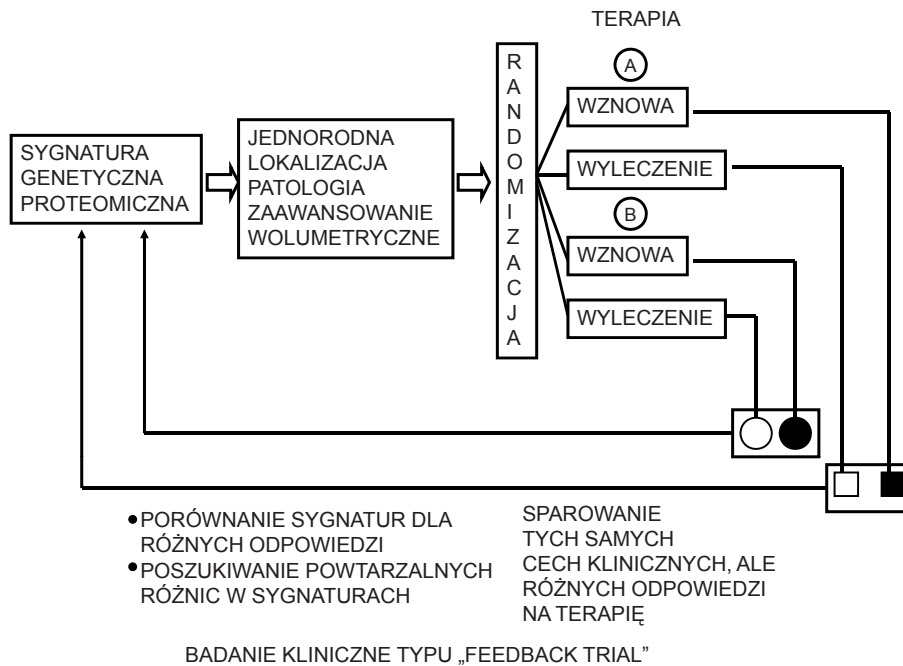 TERAPIA
SYGNATURA
GENETYCZNA
PROTEOMICZNA
JEDNORODNA
LOKALIZACJA
PATOLOGIA
ZAAWANSOWANIE
WOLUMETRYCZNE
R
A
N
D
O
M
I
Z
A
C
J
A
A
WZNOWA
WYLECZENIE
B
WZNOWA
WYLECZENIE
•PORÓWNANIE SYGNATUR DLA
RÓŻNYCH ODPOWIEDZI
•POSZUKIWANIE POWTARZALNYCH
RÓŻNIC W SYGNATURACH
SPAROWANIE
TYCH SAMYCH
CECH KLINICZNYCH, ALE
RÓŻNYCH ODPOWIEDZI
NA TERAPIĘ
BADANIE KLINICZNE TYPU „FEEDBACK TRIAL”